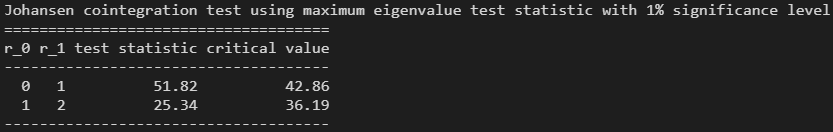 Johansen cointegration test using maximum eigenvalue test statistic with 1% significance level
=====================================
r_0 r_1 test statistic critical value
-------------------------------------
  0   1          51.82          42.86
  1   2          25.34          36.19
-------------------------------------